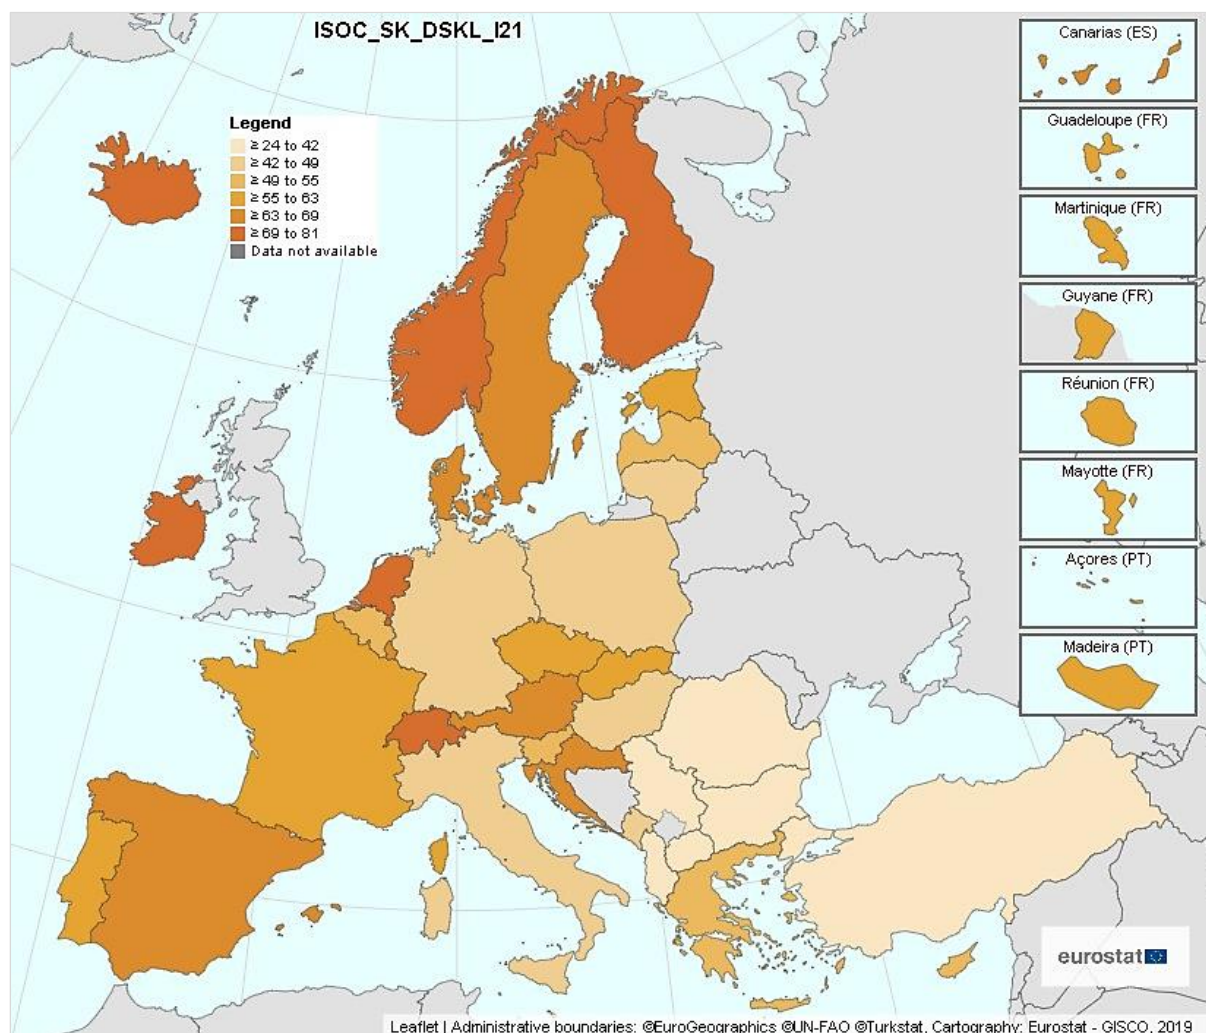 ISOC_SK_DSKL_I21
Legend
≥ 24 to 42
≥ 42 to 49
≥ 49 to 55
≥ 55 to 63
≥ 63 to 69
≥ 69 to 81
Data not available
Canarias (ES)
Guadeloupe (FR)
Martinique (FR)
Guyane (FR)
Réunion (FR)
Mayotte (FR)
Açores (PT)
Madeira (PT)
eurostat
Leaflet | Administrative boundaries: ©EuroGeographics ©UN-FAO ©Turkstat, Cartography: Eurostat - GISCO, 2019